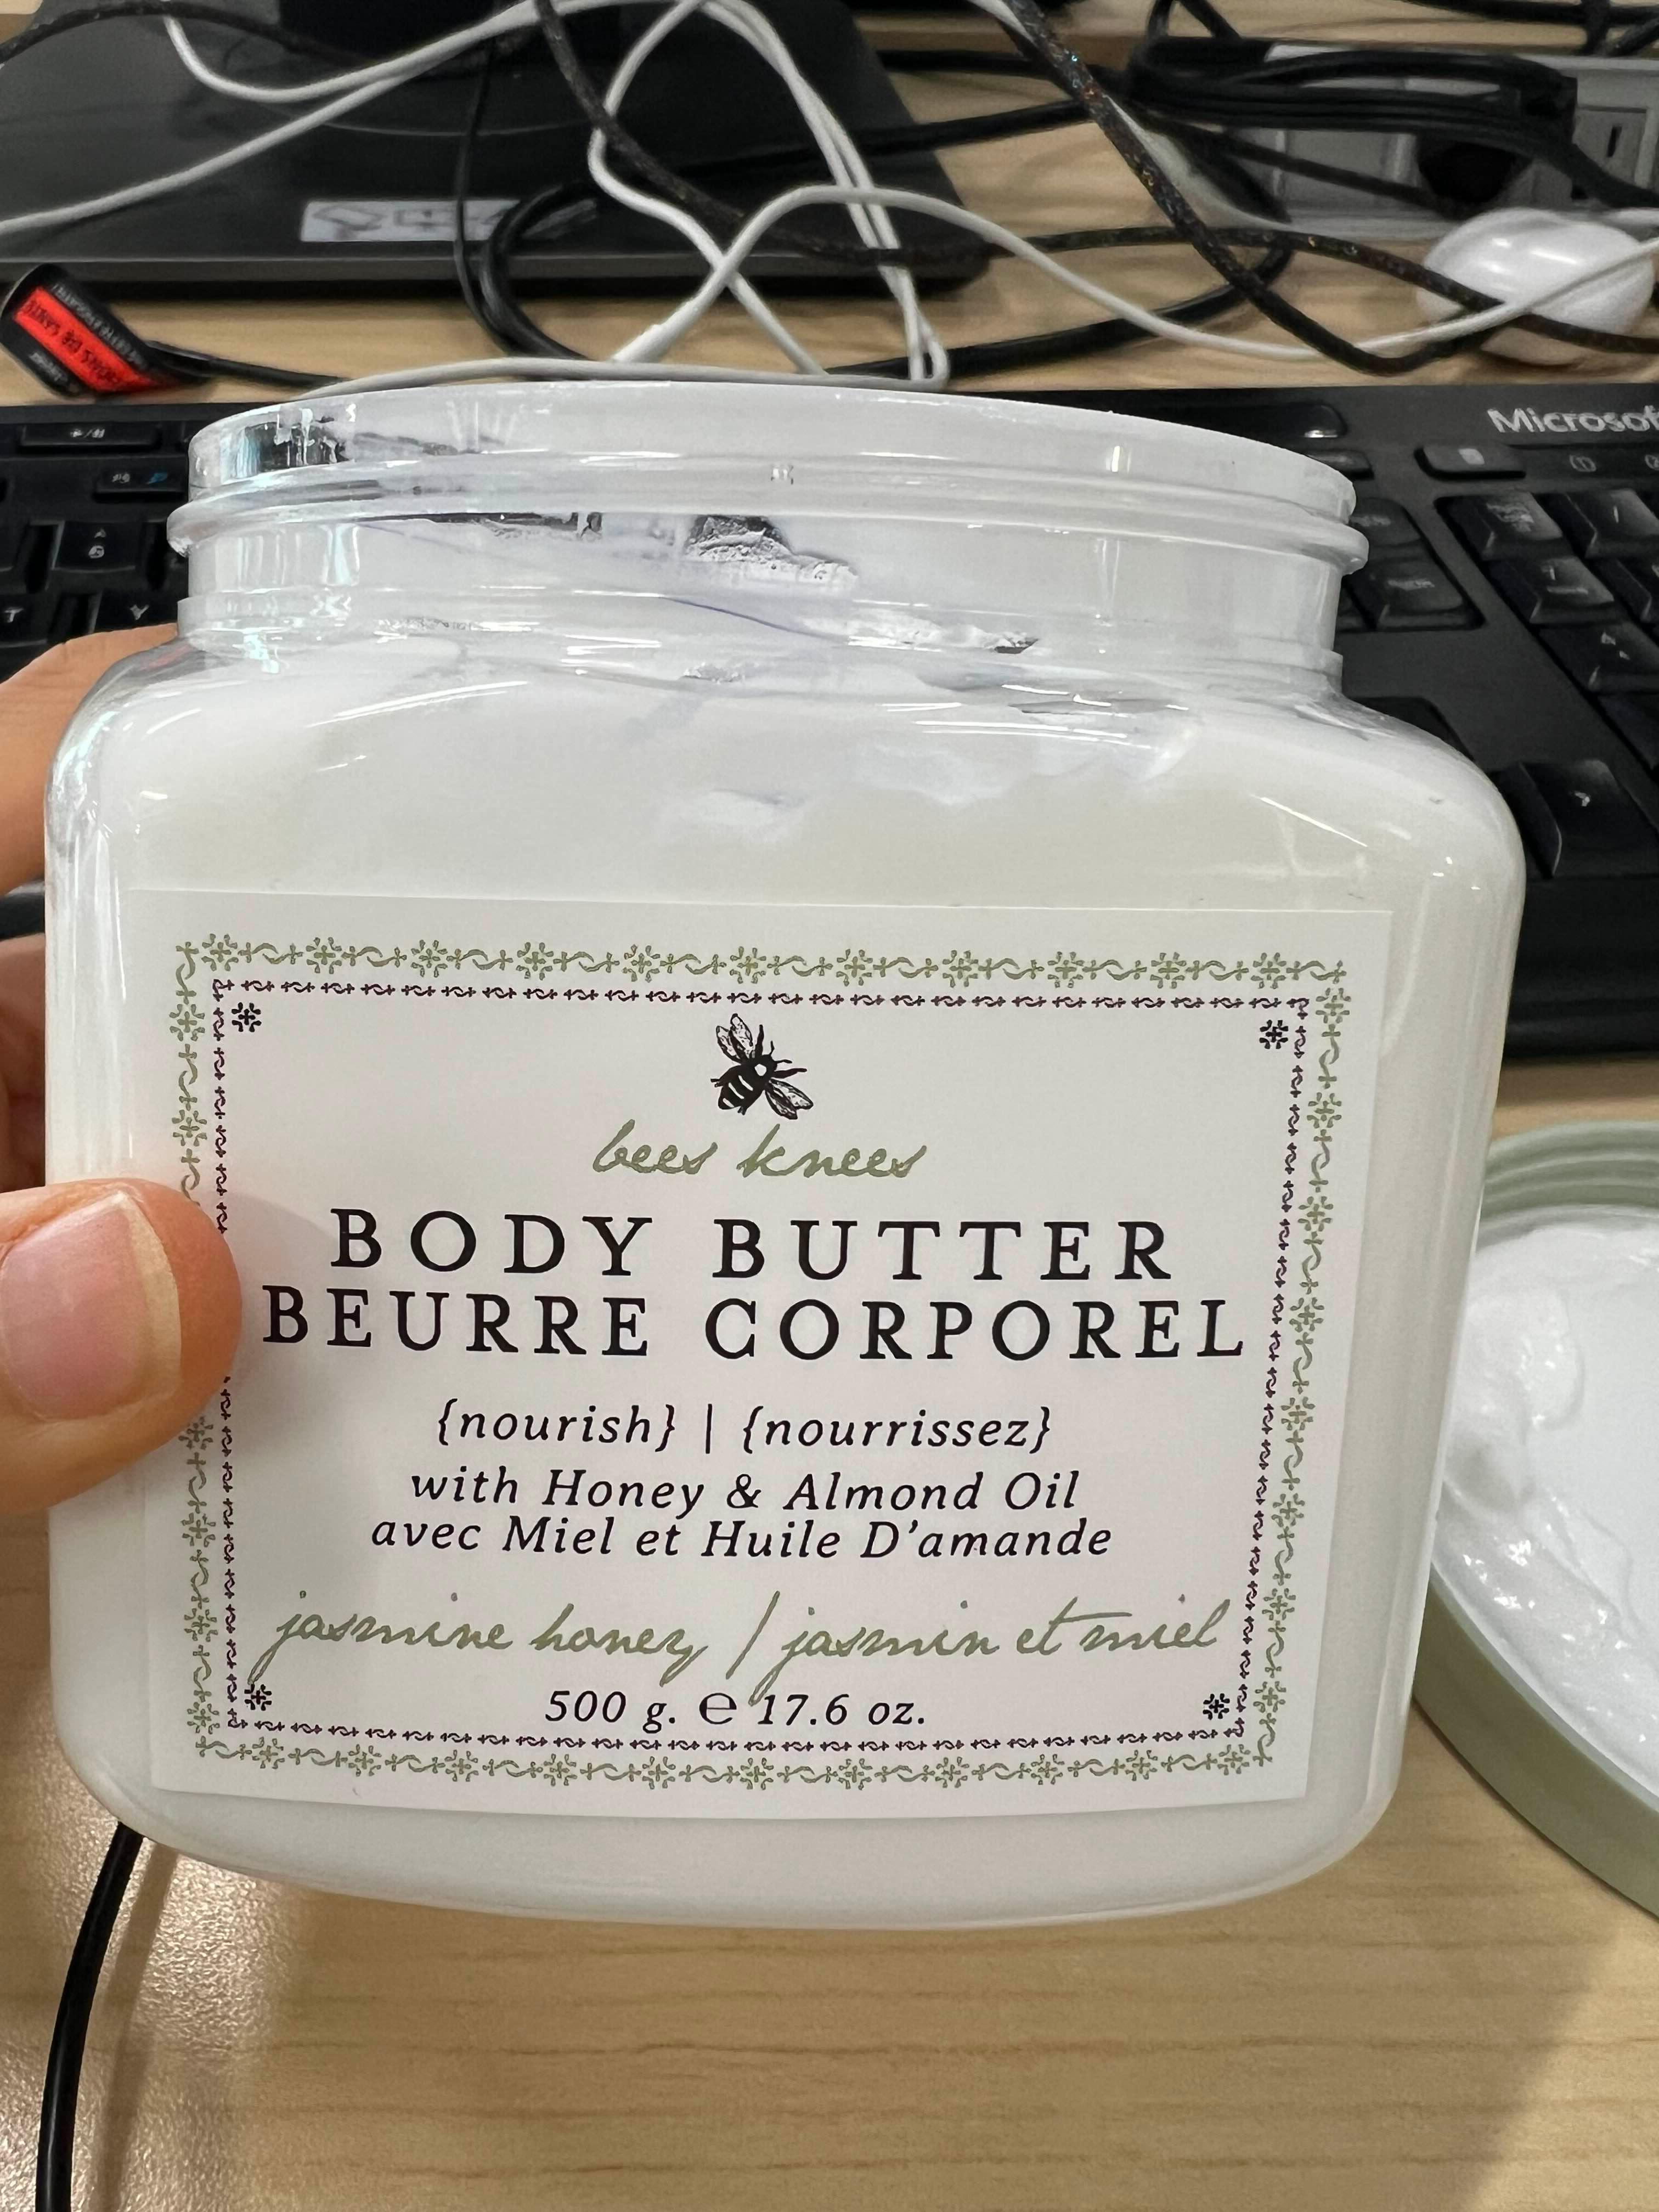 Microsof
bees knees
BODY BUTTER
BEURRE CORPOREL
{nourish} | {nourrissez}
with Honey & Almond Oil
avec Miel et Huile D'amande
jasmine honey / jasmin et miel
500 g. ℮ 17.6 oz.